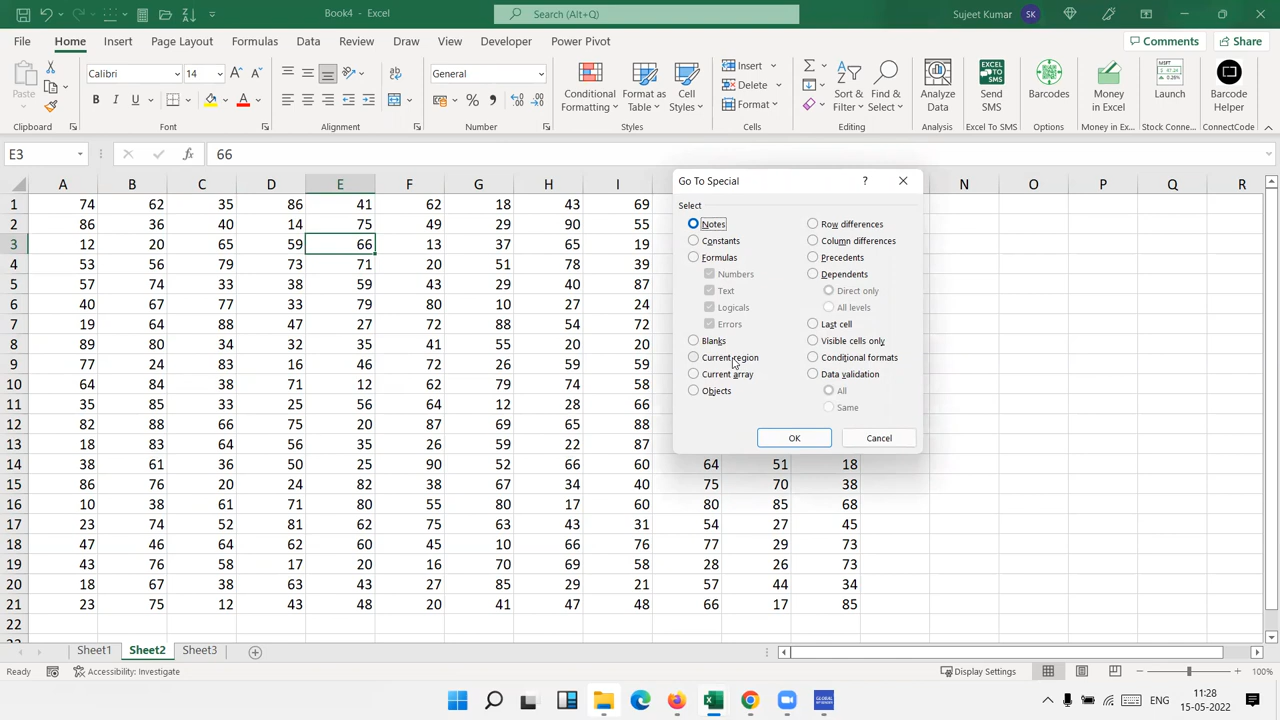 Book4 - Excel
Search (Alt+Q)
Sujeet Kumar
SK
File Home Insert Page Layout Formulas Data Review View Draw Developer Power Pivot
Comments
Share
Paste
Calibri
14
General
Conditional Formatting
Format as Table
Cell Styles
Insert
Delete
Format
Sort & Filter
Find & Select
Analyze Data
Send SMS
Barcodes
Money in Excel
Launch
Barcode Helper
Clipboard Font Alignment Number Styles Cells Editing Analysis Excel To SMS Options Money in Ex... Stock Connec... ConnectCode
E3
fx
66
A B C D E F G H I N O P Q R
1 74 62 35 86 41 62 18 43 69
2 86 36 40 14 75 49 29 90 55
3 12 20 65 59 66 13 37 65 19
4 53 56 79 73 71 20 51 78 39
5 57 74 33 38 59 43 29 40 87
6 40 67 77 33 79 80 10 27 24
7 19 64 88 47 27 72 88 54 72
8 89 34 32 34 35 41 55 20 20
9 77 24 83 16 46 72 26 59 59
10 64 84 38 71 12 62 79 74 58
11 35 85 33 25 56 64 12 28 66
12 82 88 66 75 20 87 69 65 88
13 18 83 64 56 35 26 59 22 87
14 38 61 36 50 25 90 52 66 60 64 51 18
15 86 76 20 24 82 38 67 34 40 75 70 38
16 10 38 61 71 80 55 80 17 60 80 85 68
17 23 74 52 81 62 75 63 43 31 54 27 45
18 47 46 64 62 60 45 10 66 76 77 29 73
19 43 76 58 17 20 16 70 69 58 28 26 73
20 18 67 38 63 43 27 85 29 21 57 44 34
21 23 75 12 43 48 20 41 47 48 66 17 85
22
Go To Special
?
Select
Notes
Constants
Formulas
Numbers
Text
Logicals
Errors
Blanks
Current region
Current array
Objects
Row differences
Column differences
Precedents
Dependents
Direct only
All levels
Last cell
Visible cells only
Conditional formats
Data validation
All
Same
OK
Cancel
Sheet1 Sheet2 Sheet3
Ready
Accessibility: Investigate
Display Settings
100%
ENG
11:28
15-05-2022